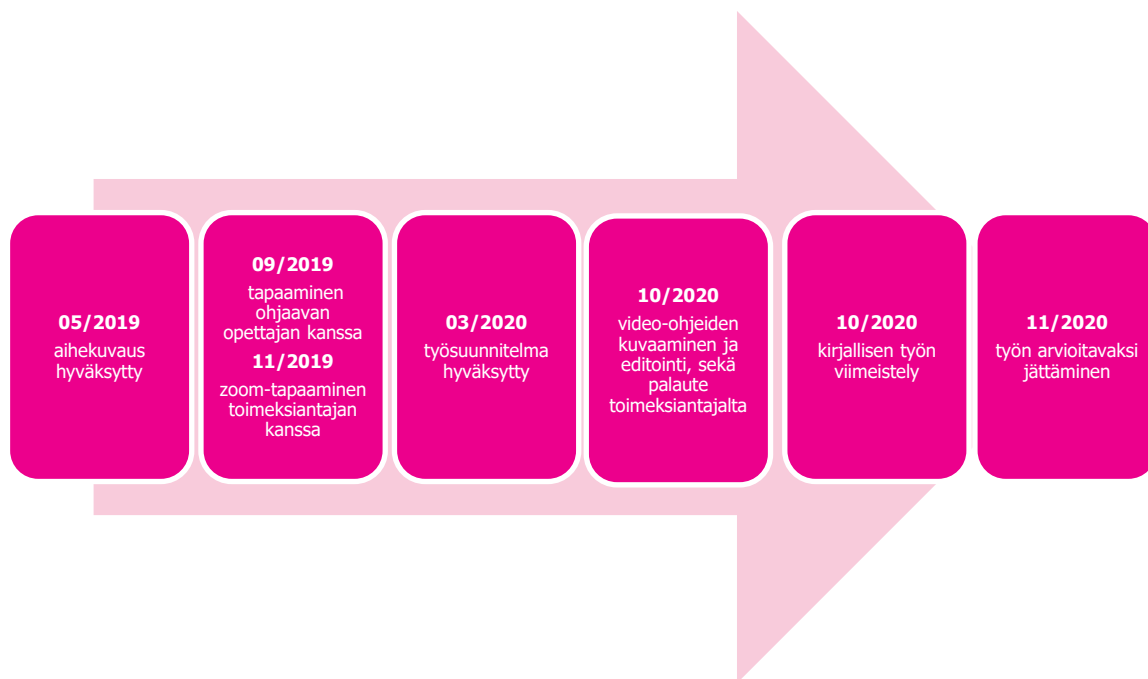 05/2019
aihekuvaus
hyväksytty
09/2019
tapaaminen
ohjaavan
opettajan kanssa
11/2019
zoom-tapaaminen
toimeksiantajan
kanssa
03/2020
työsuunnitelma
hyväksytty
10/2020
video-ohjeiden
kuvaaminen ja
editointi, sekä
palaute
toimeksiantajalta
10/2020
kirjallisen työn
viimeistely
11/2020
työn arvioitavaksi
jättäminen